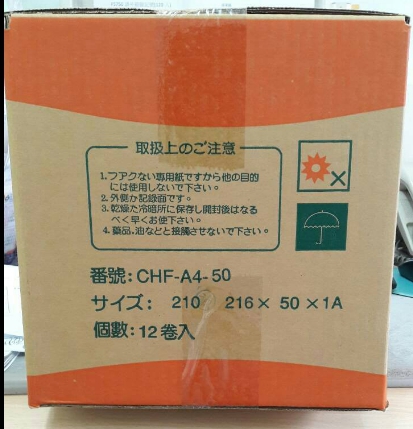 取扱上のご注意
1.フアクない専用紙ですから他の目的
には使用しないで下さい。
2.外側か記録面です。
3.乾燥た冷暗所に保存し開封後はなる
べく早くお使下さい。
4.薬品,油などと接觸させないで下さい。
番號:CHF-A4-50
サイズ: 210 216× 50 ×1A
個數:12巻入